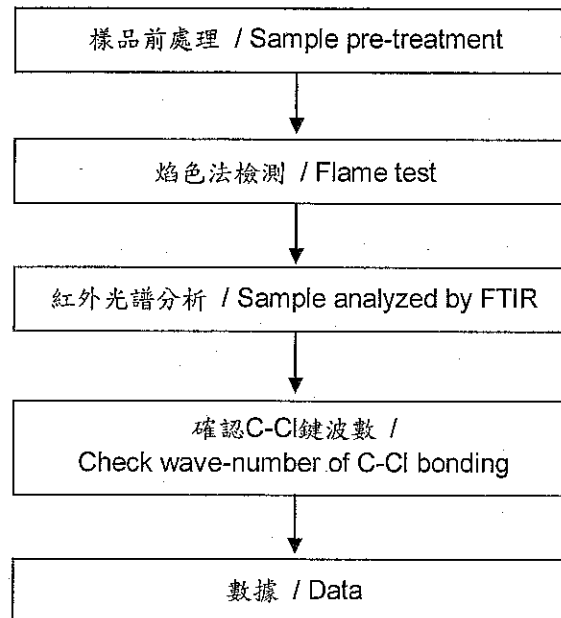 樣品前處理 / Sample pre-treatment
焰色法檢測 / Flame test
紅外光譜分析 / Sample analyzed by FTIR
確認C-Cl鍵波數 /
Check wave-number of C-Cl bonding
數據 / Data